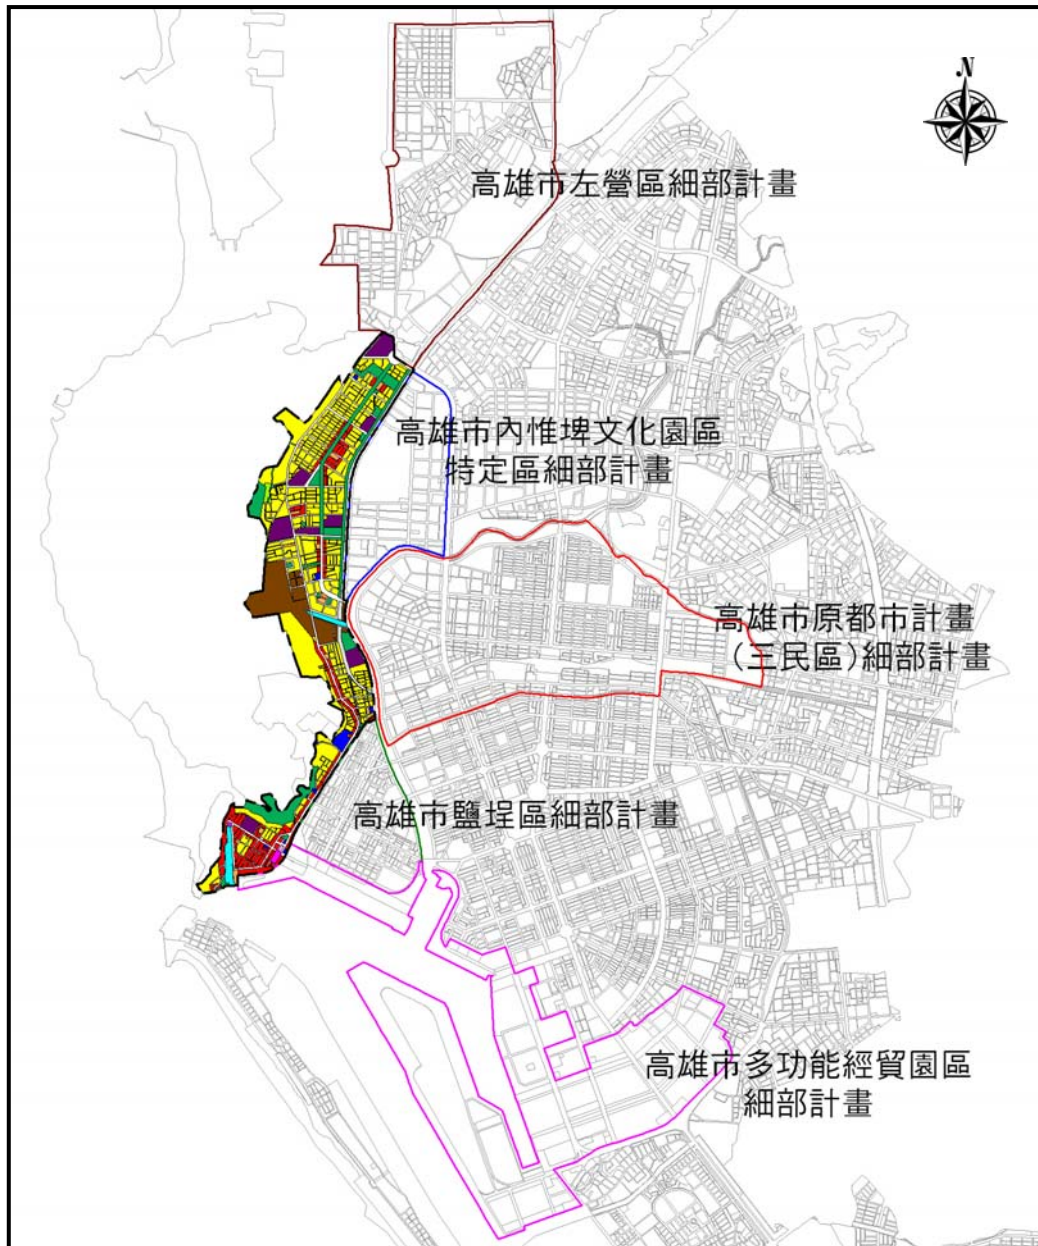 N
高雄市左營區細部計畫
高雄市內惟埤文化園區
特定區細部計畫
高雄市原都市計畫
(三民區)細部計畫
高雄市鹽埕區細部計畫
高雄市多功能經貿園區
細部計畫